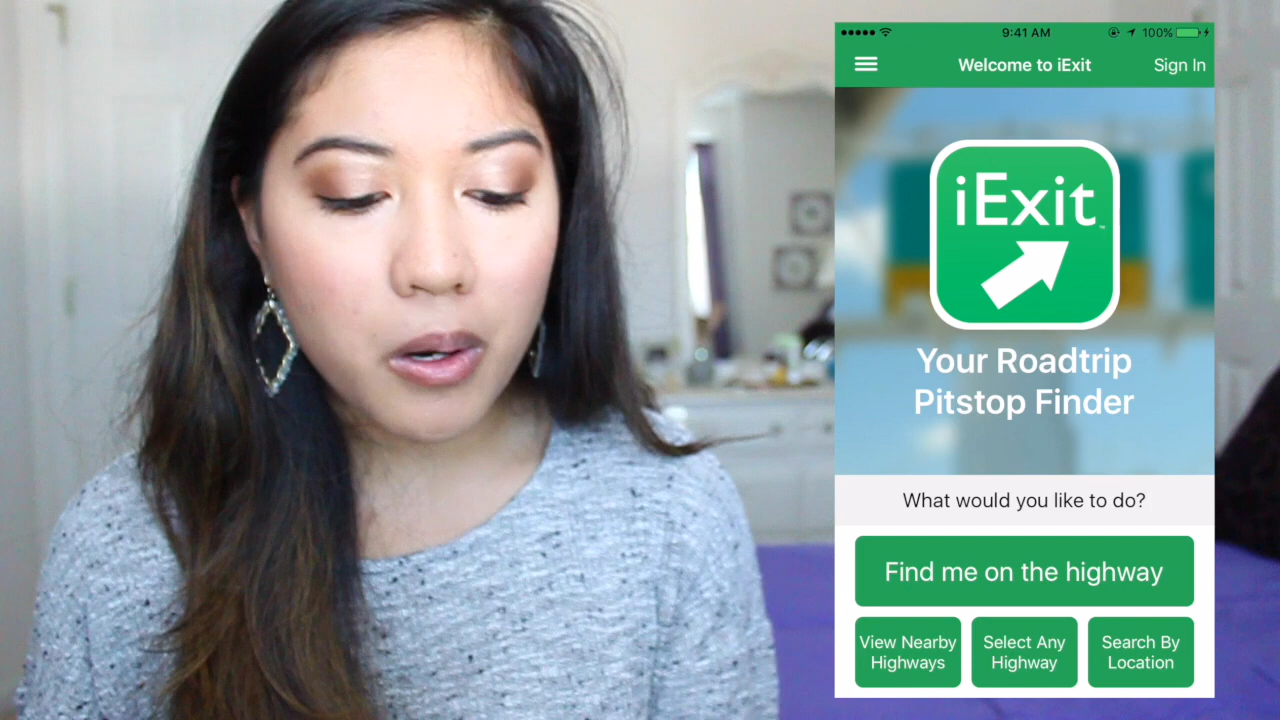 9:41 AM
100%
Welcome to iExit
Sign In
iExit
Your Roadtrip
Pitstop Finder
What would you like to do?
Find me on the highway
View Nearby
Highways
Select Any
Highway
Search By
Location